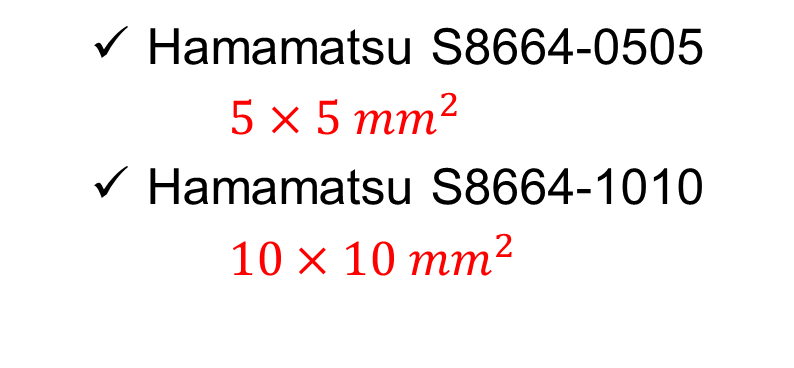 ✓ Hamamatsu S8664-0505
5 × 5 mm²
✓ Hamamatsu S8664-1010
10 × 10 mm²